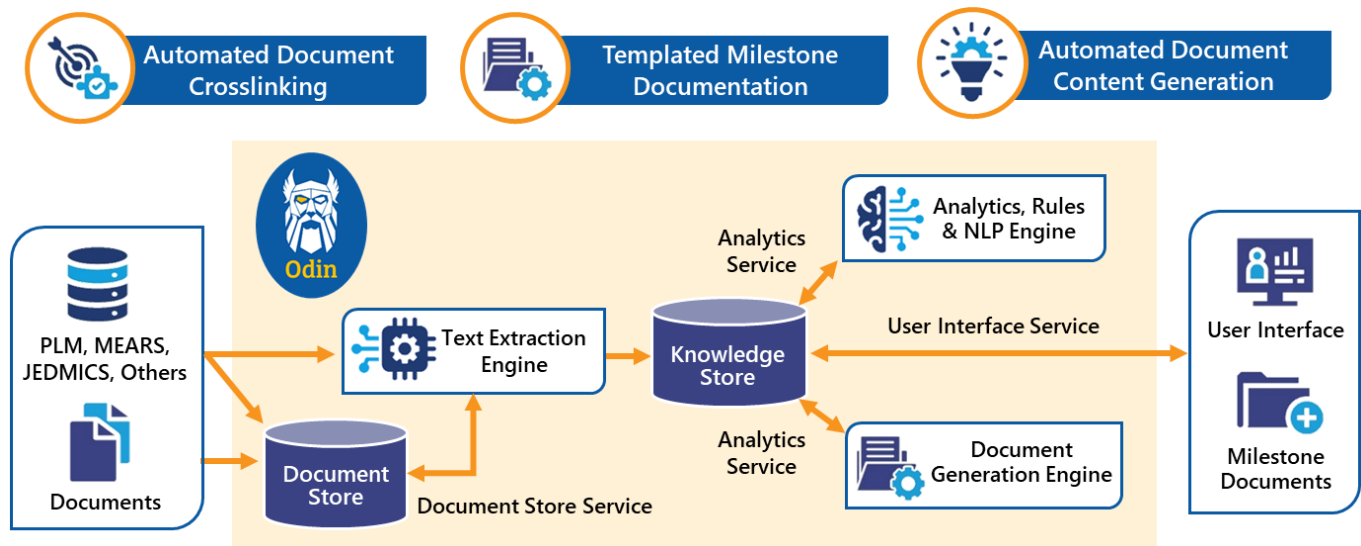 Automated Document
Crosslinking
Templated Milestone
Documentation
Automated Document
Content Generation
Odin
PLM, MEARS,
JEDMICS, Others
Documents
Text Extraction
Engine
Document
Store
Document Store Service
Knowledge
Store
Analytics
Service
Analytics, Rules
& NLP Engine
User Interface Service
Analytics
Service
Document
Generation Engine
User Interface
Milestone
Documents